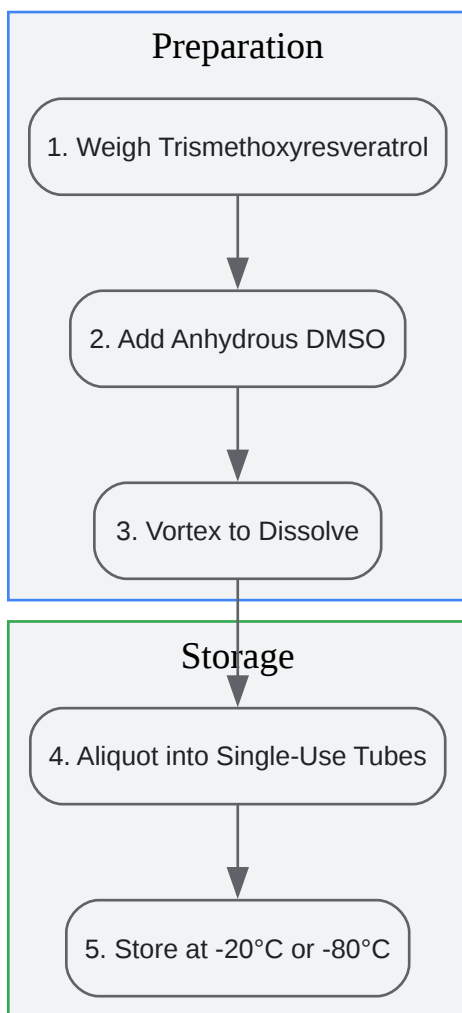 Preparation
1. Weigh Trismethoxyresveratrol
2. Add Anhydrous DMSO
3. Vortex to Dissolve
Storage
4. Aliquot into Single-Use Tubes
5. Store at -20°C or -80°C